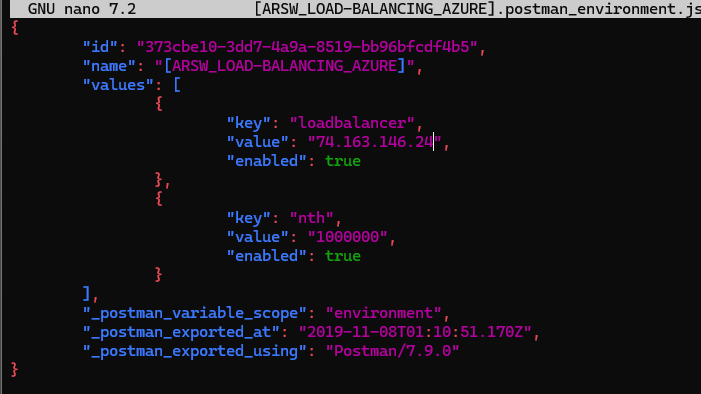 GNU nano 7.2 [ARSW_LOAD-BALANCING_AZURE].postman_environment.js
{
"id": "373cbe10-3dd7-4a9a-8519-bb96bfcdf4b5",
"name": "[ARSW_LOAD-BALANCING_AZURE]",
"values": [
{
"key": "loadbalancer",
"value": "74.163.146.24",
"enabled": true
},
{
"key": "nth",
"value": "1000000",
"enabled": true
}
],
"_postman_variable_scope": "environment",
"_postman_exported_at": "2019-11-08T01:10:51.170Z",
"_postman_exported_using": "Postman/7.9.0"
}